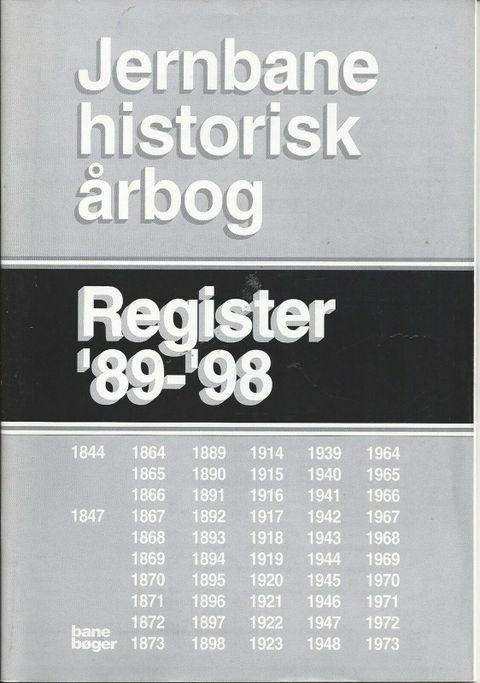 Jernbane
historisk
årbog
Register
'89-'98
1844 1864 1889 1914 1939 1964
1865 1890 1915 1940 1965
1866 1891 1916 1941 1966
1847 1867 1892 1917 1942 1967
1868 1893 1918 1943 1968
1869 1894 1919 1944 1969
1870 1895 1920 1945 1970
1871 1896 1921 1946 1971
bane 1872 1897 1922 1947 1972
bøger 1873 1898 1923 1948 1973